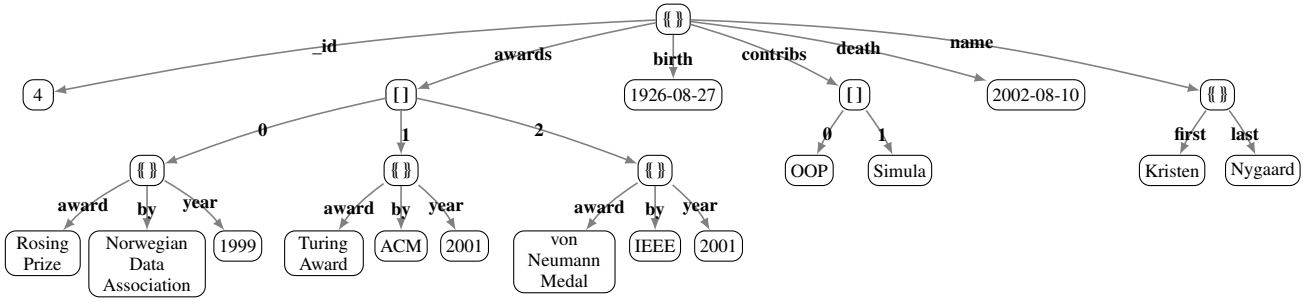 {{ }}
_id
awards
birth
contribs
death
name
4
[ ]
1926-08-27
[ ]
2002-08-10
{{ }}
0
1
2
0
1
first
last
{{ }}
{{ }}
{{ }}
OOP
Simula
Kristen
Nygaard
award
by
year
award
by
year
award
by
year
Rosing
Prize
Norwegian
Data
Association
1999
Turing
Award
ACM
2001
von
Neumann
Medal
IEEE
2001